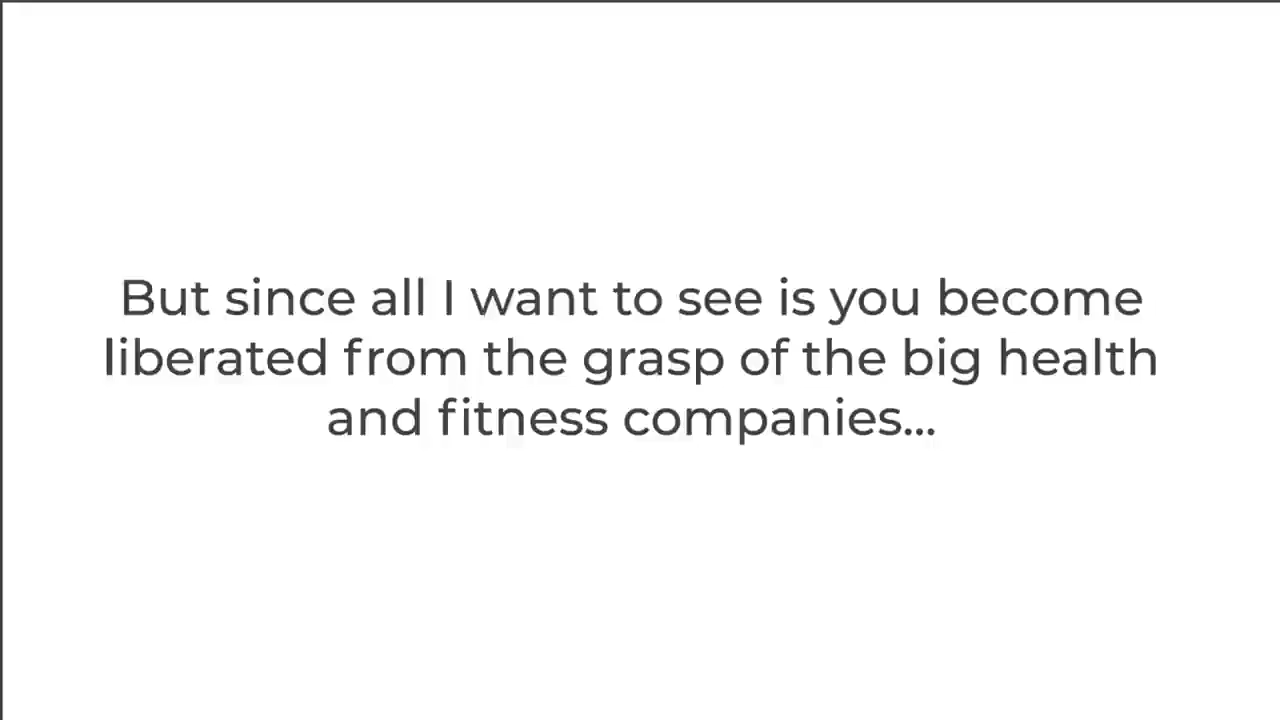 But since all I want to see is you become
liberated from the grasp of the big health
and fitness companies...